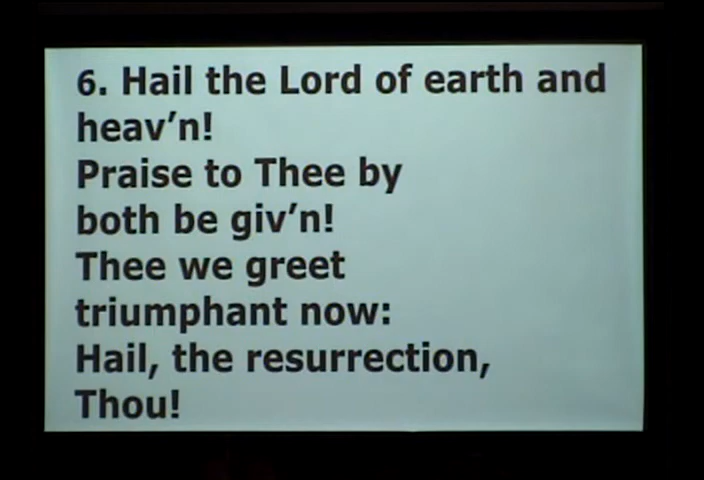 6. Hail the Lord of earth and
heav’n!
Praise to Thee by
both be giv’n!
Thee we greet
triumphant now:
Hail, the resurrection,
Thou!